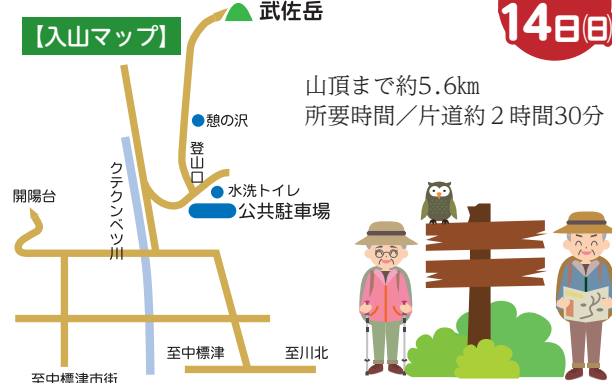 武佐岳
14日(日)
【入山マップ】
山頂まで約5.6㎞
所要時間／片道約２時間30分
憩の沢
登山口
クテクンベツ川
水洗トイレ
開陽台
公共駐車場
至中標津
至川北
至中標津市街